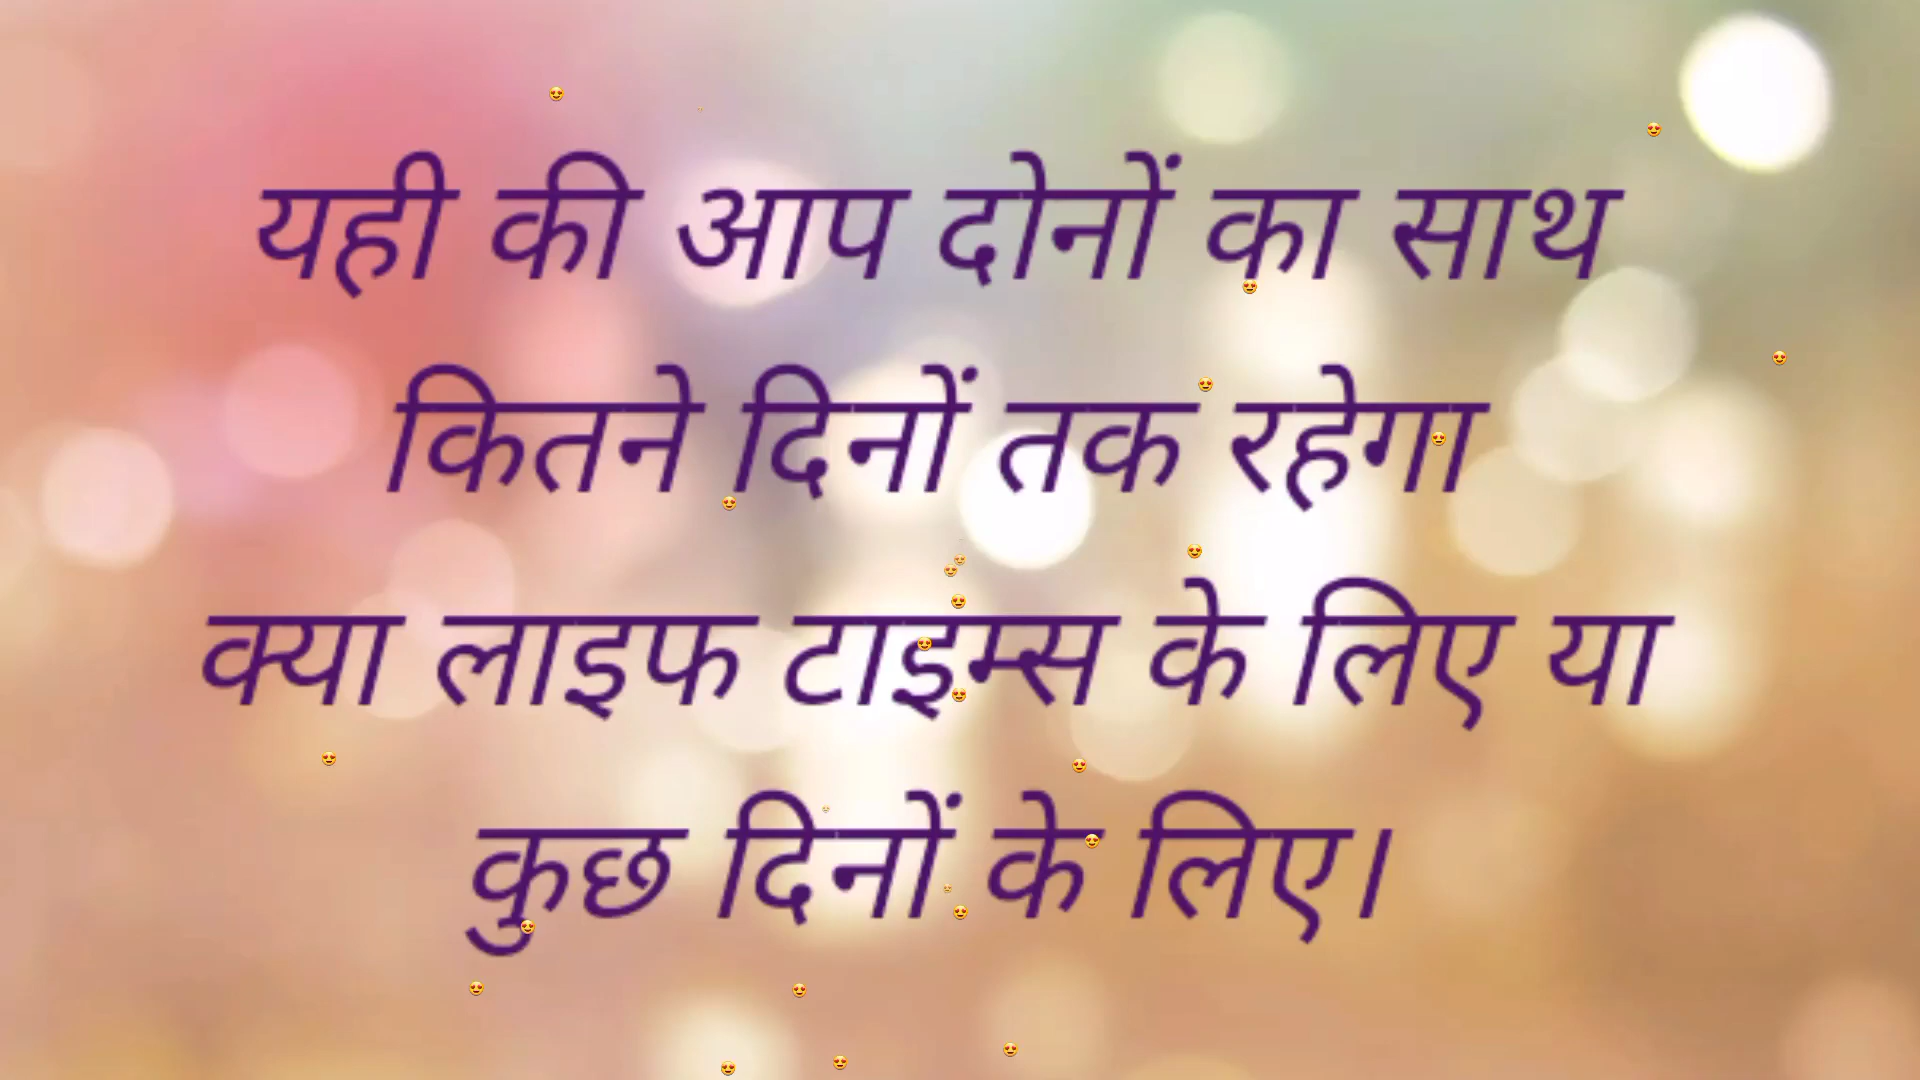 यही की आप दोनों का साथ
कितने दिनों तक रहेगा
क्या लाइफ टाइम्स के लिए या
कुछ दिनों के लिए।